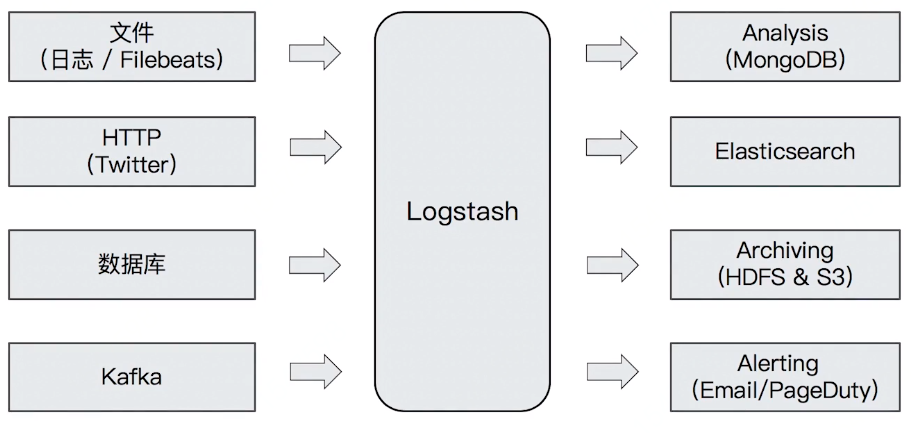 文件
(日志 / Filebeats)
HTTP
(Twitter)
数据库
Kafka
Logstash
Analysis
(MongoDB)
Elasticsearch
Archiving
(HDFS & S3)
Alerting
(Email/PageDuty)